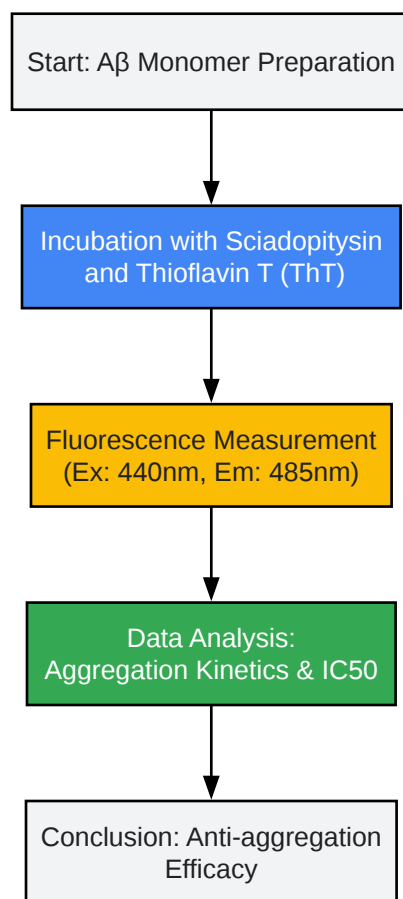 Start: Aβ Monomer Preparation
Incubation with Sciadopitysin
and Thioflavin T (ThT)
Fluorescence Measurement
(Ex: 440nm, Em: 485nm)
Data Analysis:
Aggregation Kinetics & IC50
Conclusion: Anti-aggregation
Efficacy